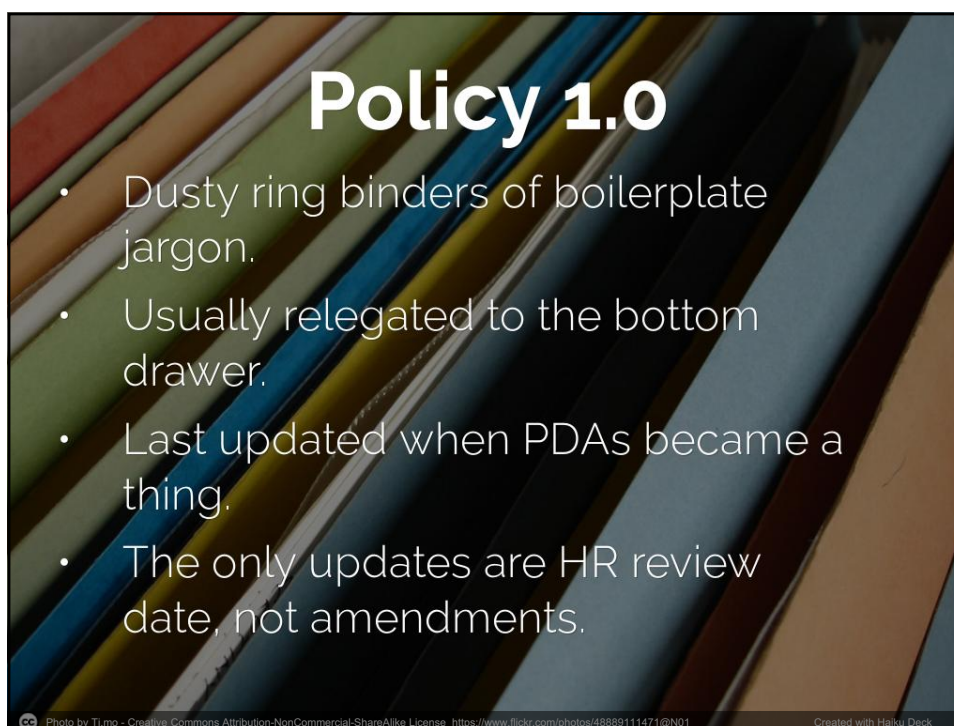 Policy 1.0
• Dusty ring binders of boilerplate
jargon.
• Usually relegated to the bottom
drawer.
• Last updated when PDAs became a
thing.
• The only updates are HR review
date, not amendments.
cc Photo by Ti.mo - Creative Commons Attribution-NonCommercial-ShareAlike License https://www.flickr.com/photos/48889111471@N01 Created with Haiku Deck